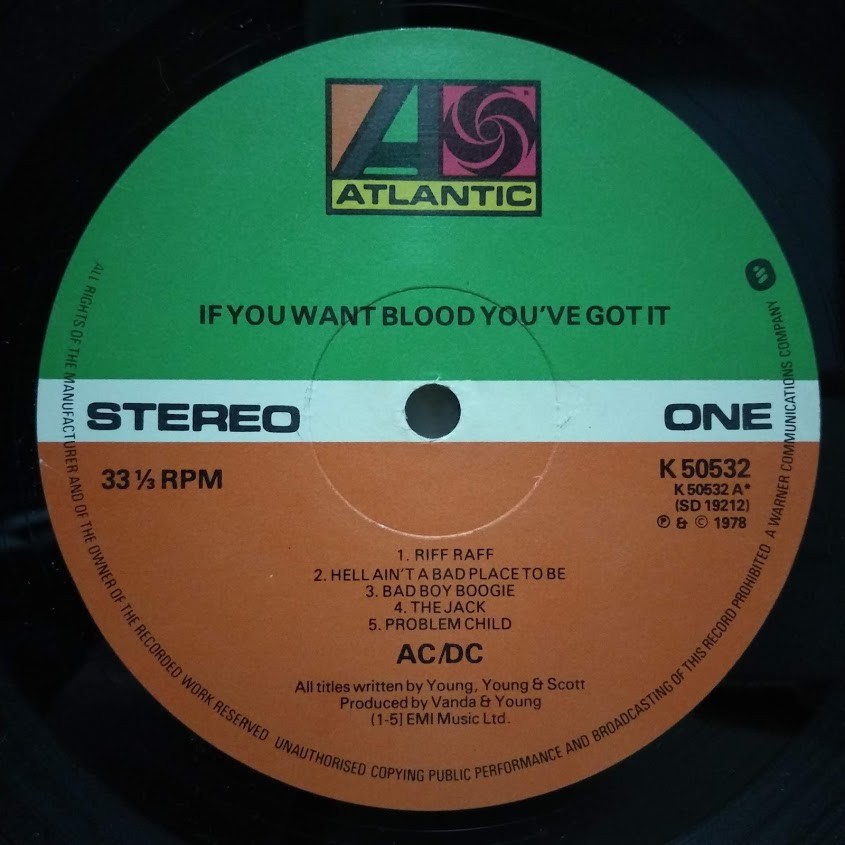 ATLANTIC
IF YOU WANT BLOOD YOU'VE GOT IT
STEREO
ONE
33 ⅓ RPM
K 50532
K 50532 A*
(SD 19212)
℗ & © 1978
1. RIFF RAFF
2. HELL AIN'T A BAD PLACE TO BE
3. BAD BOY BOOGIE
4. THE JACK
5. PROBLEM CHILD
AC/DC
All titles written by Young, Young & Scott
Produced by Vanda & Young
(1-5) EMI Music Ltd.
ALL RIGHTS OF THE MANUFACTURER AND OF THE OWNER OF THE RECORDED WORK RESERVED UNAUTHORISED COPYING PUBLIC PERFORMANCE AND BROADCASTING OF THIS RECORD PROHIBITED A WARNER COMMUNICATIONS COMPANY